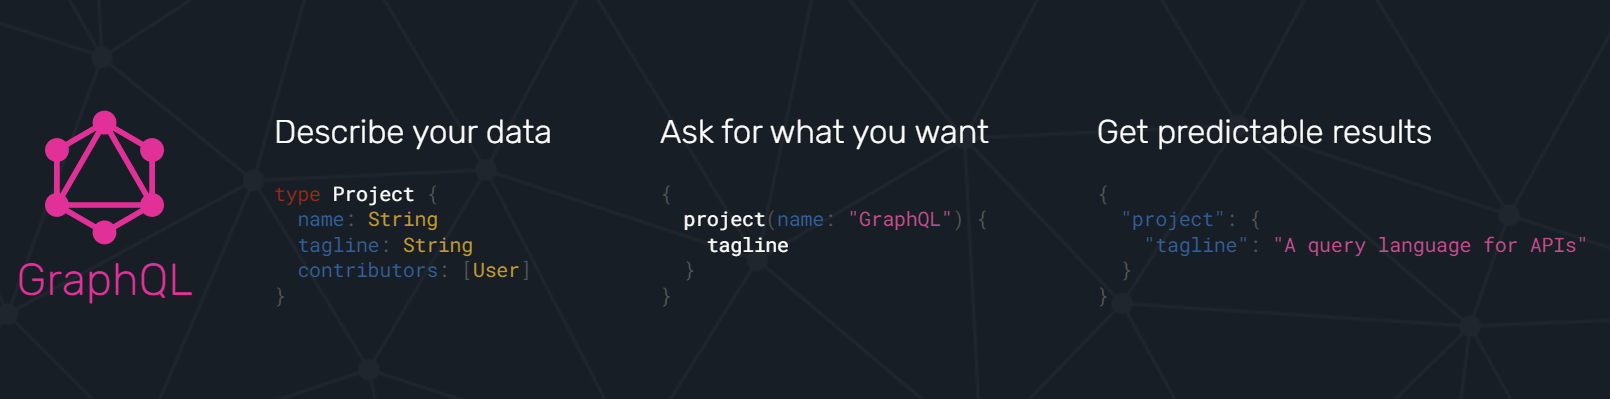 GraphQL
Describe your data
type Project {
  name: String
  tagline: String
  contributors: [User]
}
Ask for what you want
{
  project(name: "GraphQL") {
    tagline
  }
}
Get predictable results
{
  "project": {
    "tagline": "A query language for APIs"
  }
}